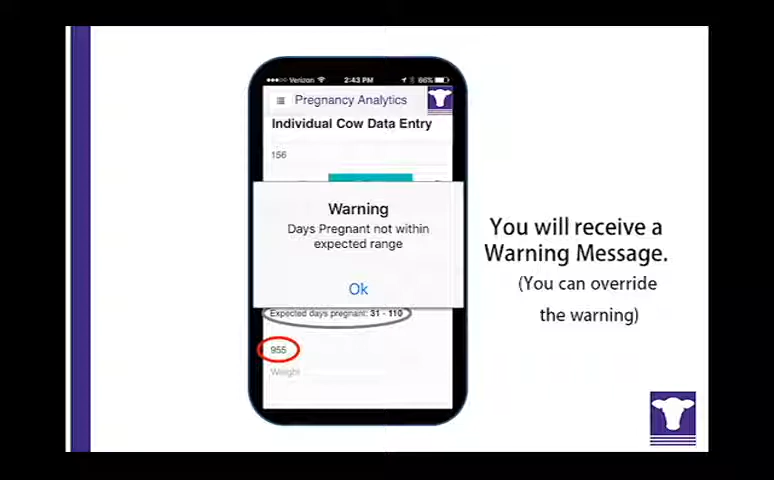 Verizon 2:43 PM 66%
Pregnancy Analytics
Individual Cow Data Entry
156
Warning
Days Pregnant not within
expected range
Ok
Expected days pregnant: 31 - 110
955
Weight
You will receive a
Warning Message.
(You can override
the warning)